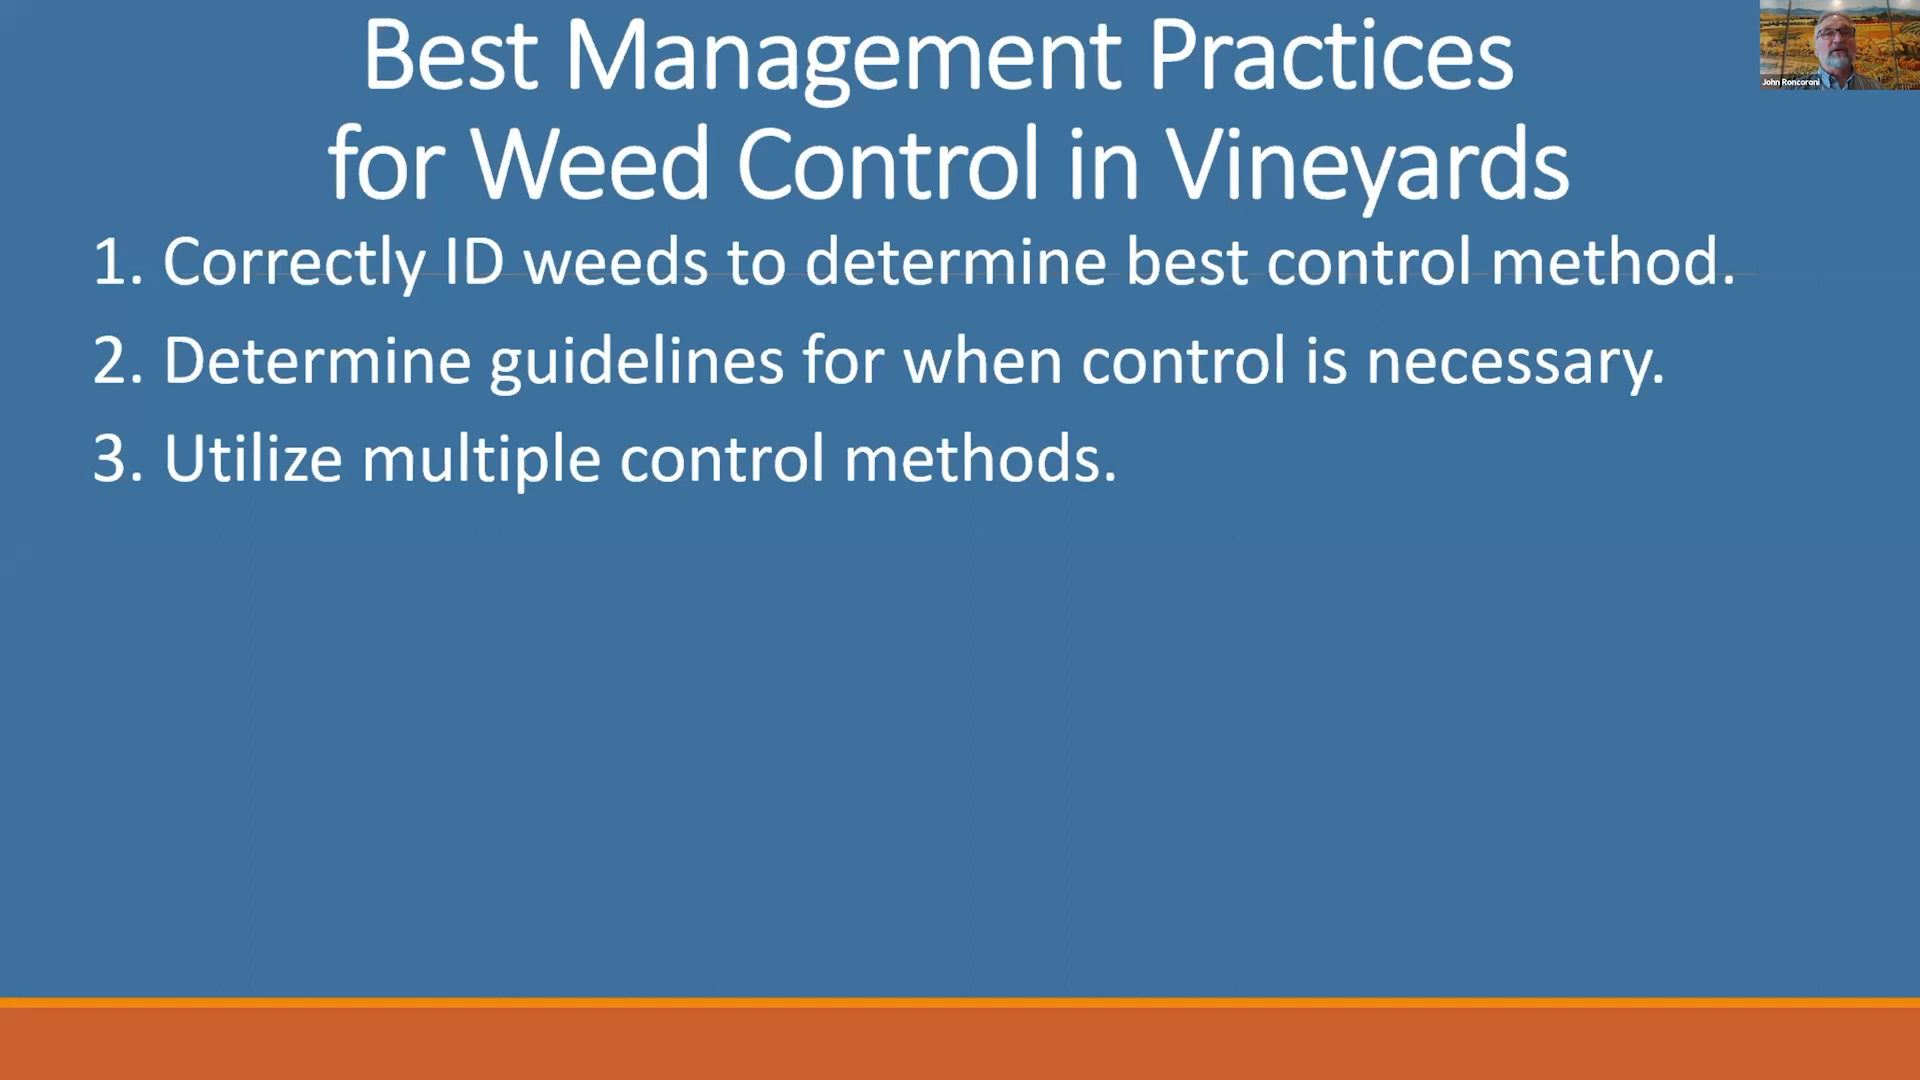 Best Management Practices
for Weed Control in Vineyards
1. Correctly ID weeds to determine best control method.
2. Determine guidelines for when control is necessary.
3. Utilize multiple control methods.
John Roncoroni